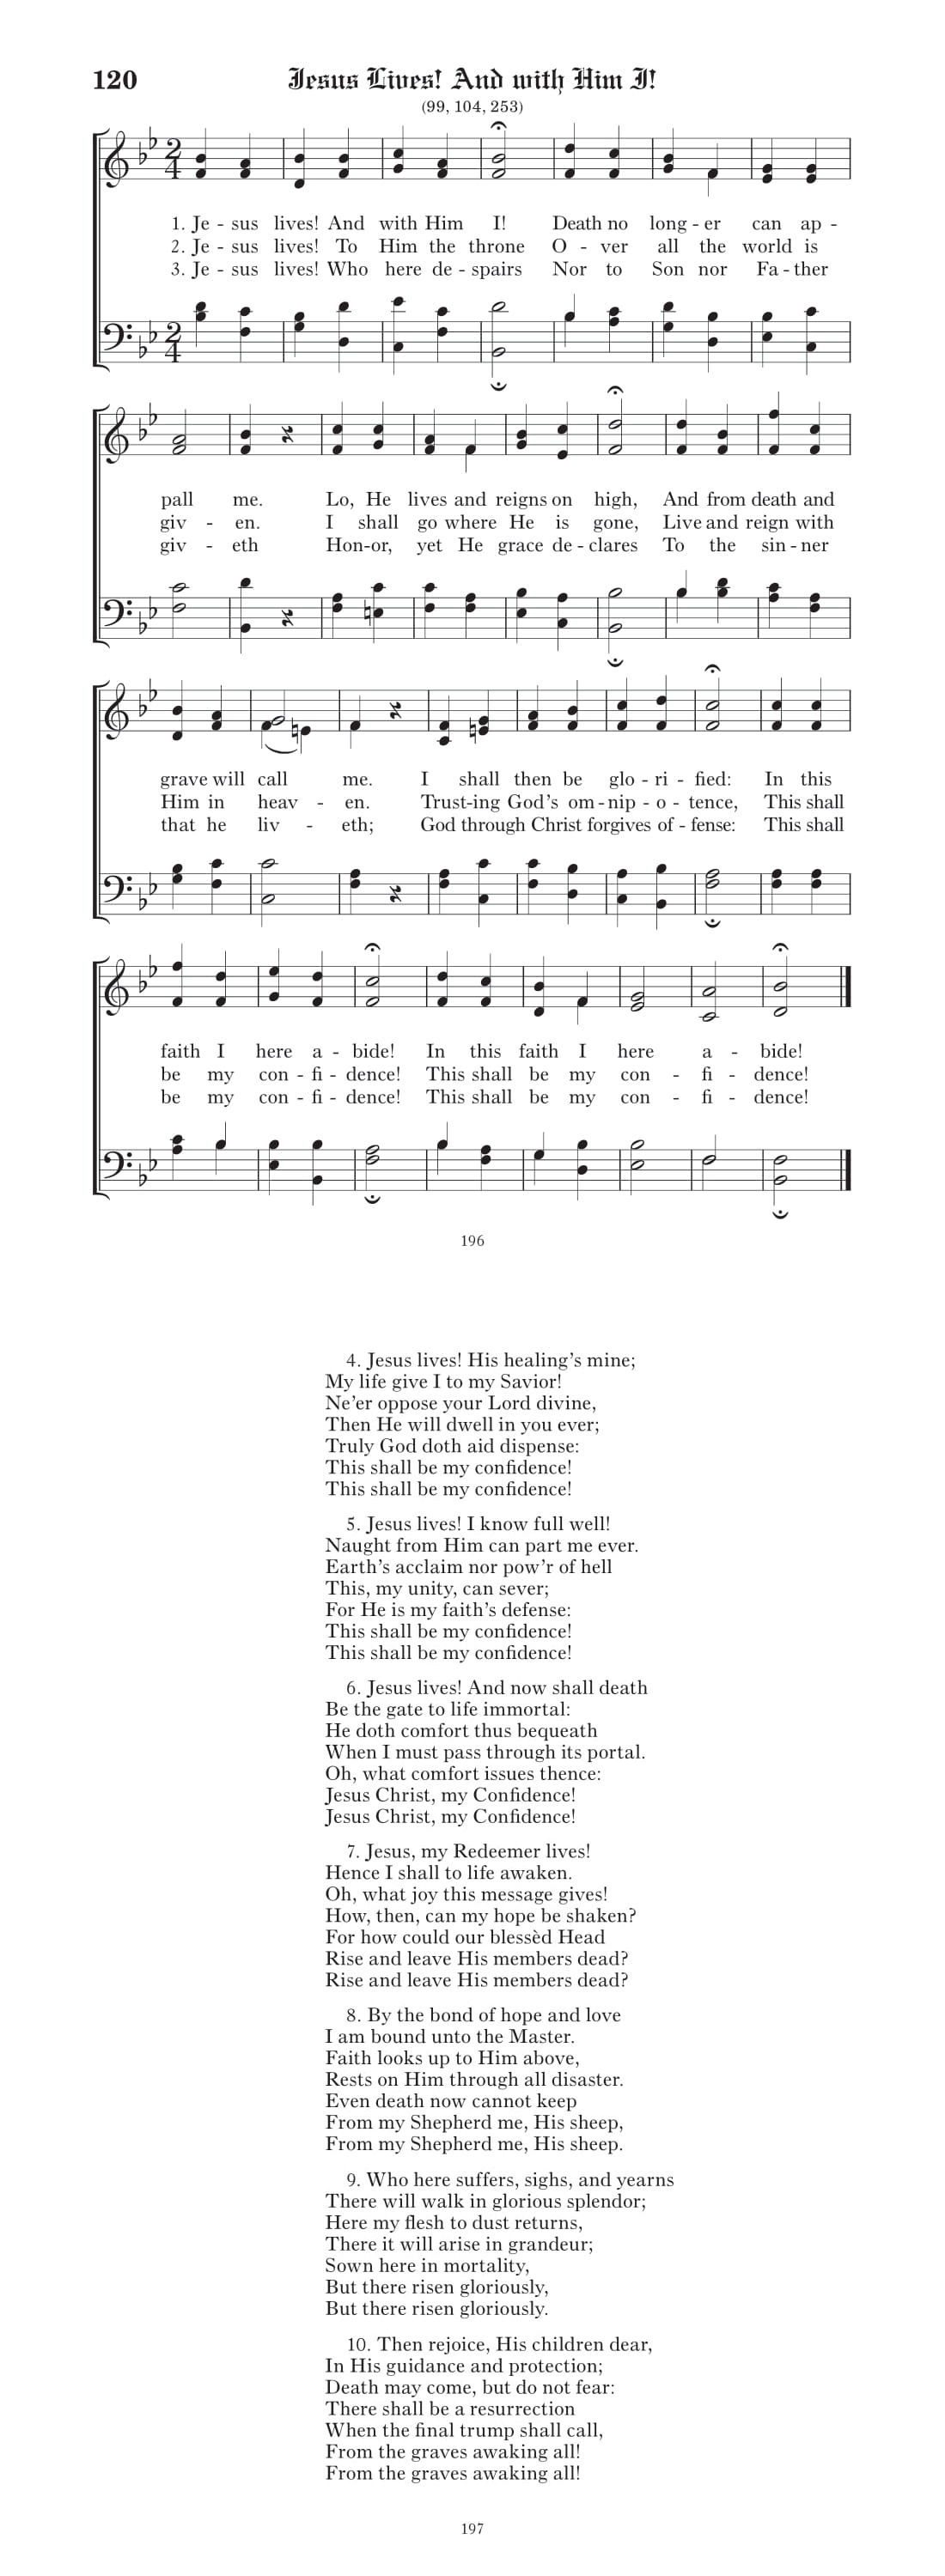 120 Jesus Lives! And with Him I!
(99, 104, 253)
2 4
1. Je - sus lives! And with Him I! Death no long - er can ap -
2. Je - sus lives! To Him the throne O - ver all the world is
3. Je - sus lives! Who here de - spairs Nor to Son nor Fa - ther
2 4
pall me. Lo, He lives and reigns on high, And from death and
giv - en. I shall go where He is gone, Live and reign with
giv - eth Hon-or, yet He grace de - clares To the sin - ner
grave will call me. I shall then be glo - ri - fied: In this
Him in heav - en. Trust-ing God's om - nip - o - tence, This shall
that he liv - eth; God through Christ forgives of - fense: This shall
faith I here a - bide! In this faith I here a - bide!
be my con - fi - dence! This shall be my con - fi - dence!
be my con - fi - dence! This shall be my con - fi - dence!
196
4. Jesus lives! His healing's mine;
My life give I to my Savior!
Ne'er oppose your Lord divine,
Then He will dwell in you ever;
Truly God doth aid dispense:
This shall be my confidence!
This shall be my confidence!
5. Jesus lives! I know full well!
Naught from Him can part me ever.
Earth's acclaim nor pow'r of hell
This, my unity, can sever;
For He is my faith's defense:
This shall be my confidence!
This shall be my confidence!
6. Jesus lives! And now shall death
Be the gate to life immortal:
He doth comfort thus bequeath
When I must pass through its portal.
Oh, what comfort issues thence:
Jesus Christ, my Confidence!
Jesus Christ, my Confidence!
7. Jesus, my Redeemer lives!
Hence I shall to life awaken.
Oh, what joy this message gives!
How, then, can my hope be shaken?
For how could our blessèd Head
Rise and leave His members dead?
Rise and leave His members dead?
8. By the bond of hope and love
I am bound unto the Master.
Faith looks up to Him above,
Rests on Him through all disaster.
Even death now cannot keep
From my Shepherd me, His sheep,
From my Shepherd me, His sheep.
9. Who here suffers, sighs, and yearns
There will walk in glorious splendor;
Here my flesh to dust returns,
There it will arise in grandeur;
Sown here in mortality,
But there risen gloriously,
But there risen gloriously.
10. Then rejoice, His children dear,
In His guidance and protection;
Death may come, but do not fear:
There shall be a resurrection
When the final trump shall call,
From the graves awaking all!
From the graves awaking all!
197